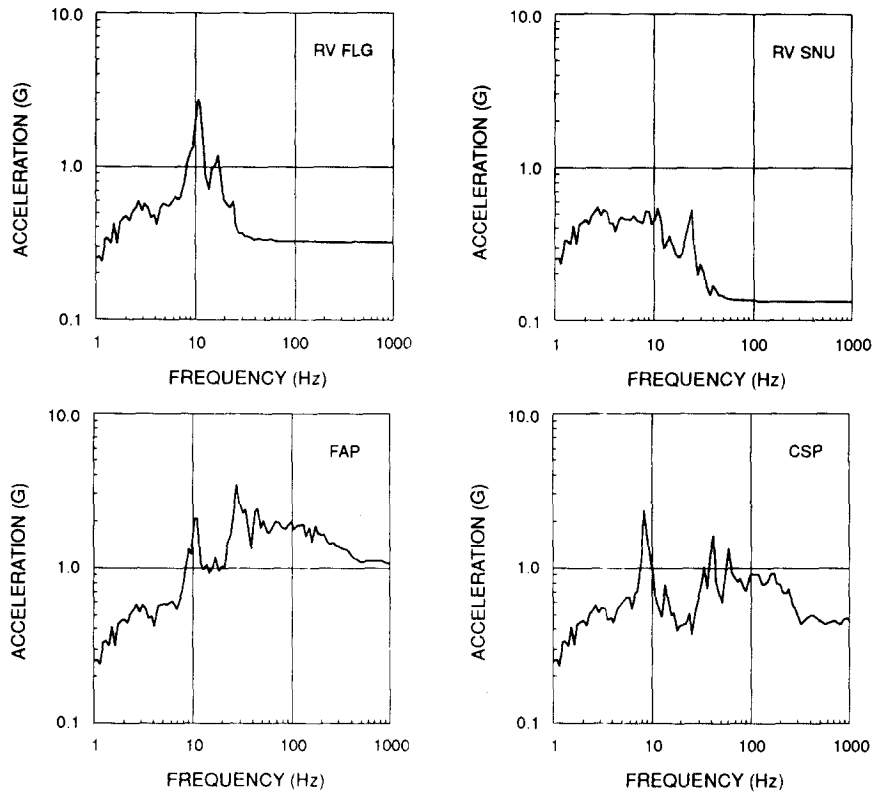 10.0
RV FLG
ACCELERATION (G)
1.0
0.1
1 10 100 1000
FREQUENCY (Hz)
10.0
RV SNU
ACCELERATION (G)
1.0
0.1
1 10 100 1000
FREQUENCY (Hz)
10.0
FAP
ACCELERATION (G)
1.0
0.1
1 10 100 1000
FREQUENCY (Hz)
10.0
CSP
ACCELERATION (G)
1.0
0.1
1 10 100 1000
FREQUENCY (Hz)